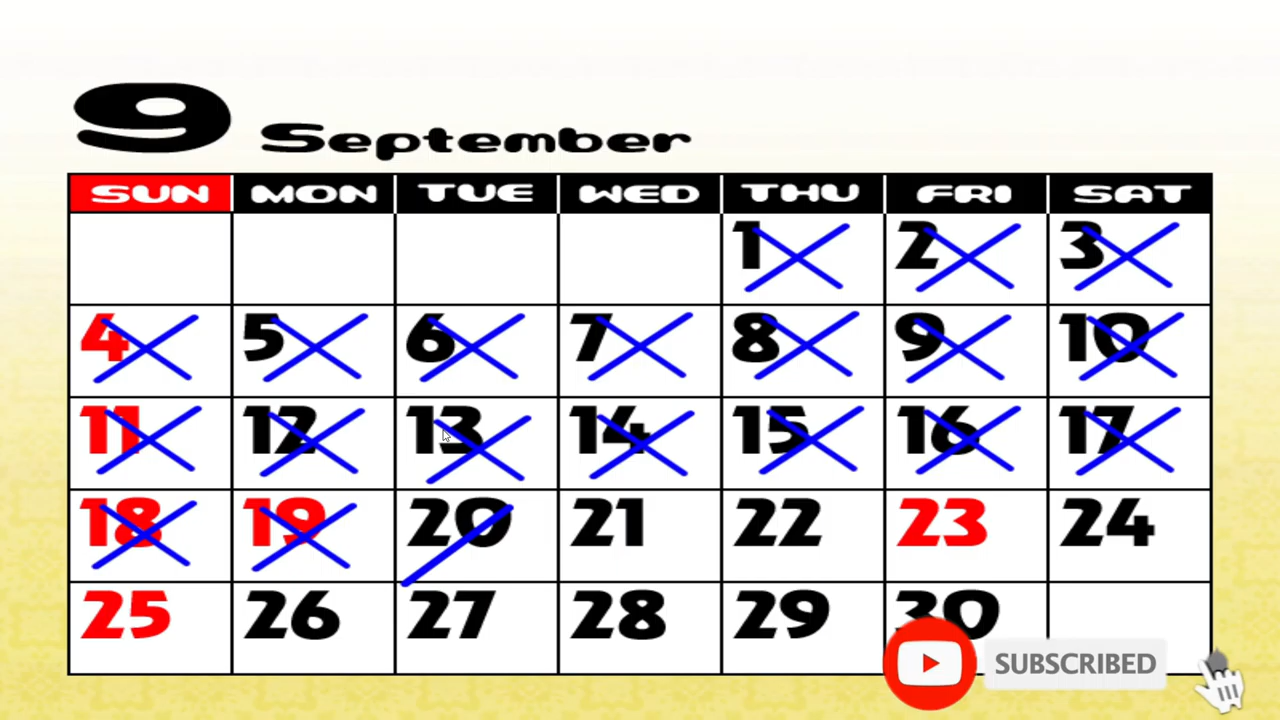 9 September
SUN MON TUE WED THU FRI SAT
1 2 3
4 5 6 7 8 9 10
11 12 13 14 15 16 17
18 19 20 21 22 23 24
25 26 27 28 29 30
SUBSCRIBED